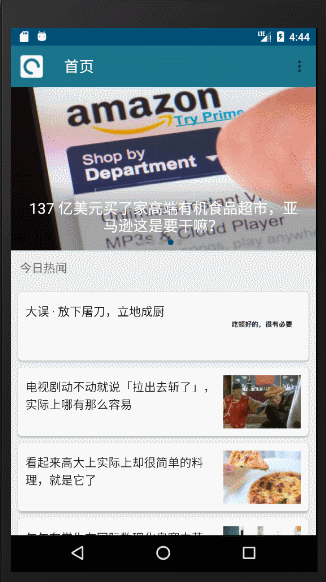 LTE 4:44
首页
amazon
Try Prime
Shop by
Department
137 亿美元买了家高端有机食品超市，亚
马逊这是要干嘛？
MP3s & Cloud Player
今日热闻
大误 · 放下屠刀，立地成厨
吃顿好的，很有必要
电视剧动不动就说「拉出去斩了」，
实际上哪有那么容易
看起来高大上实际上却很简单的料
理，就是它了